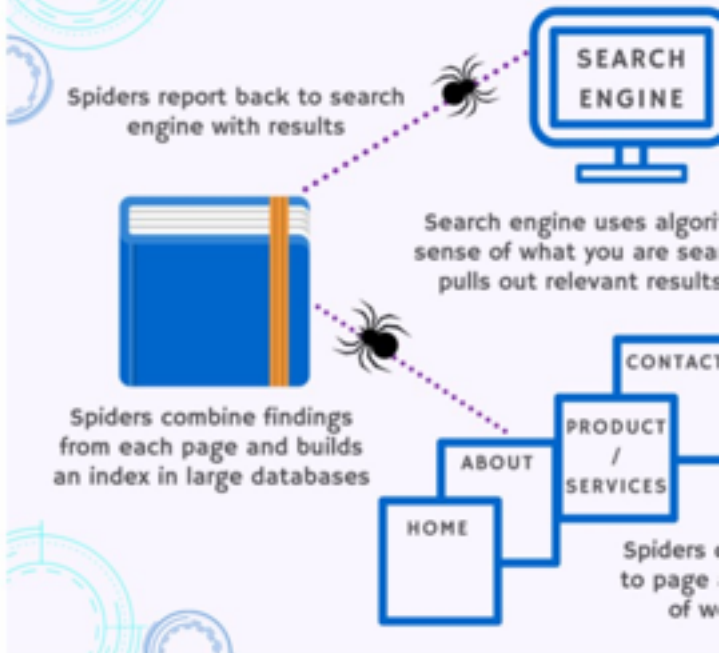 SEARCH
ENGINE
Spiders report back to search
engine with results
Search engine uses
sense of what you are
pulls out relevant results
CONTACT
PRODUCT
/
SERVICES
ABOUT
HOME
Spiders combine findings
from each page and builds
an index in large databases
Spiders
to page
of